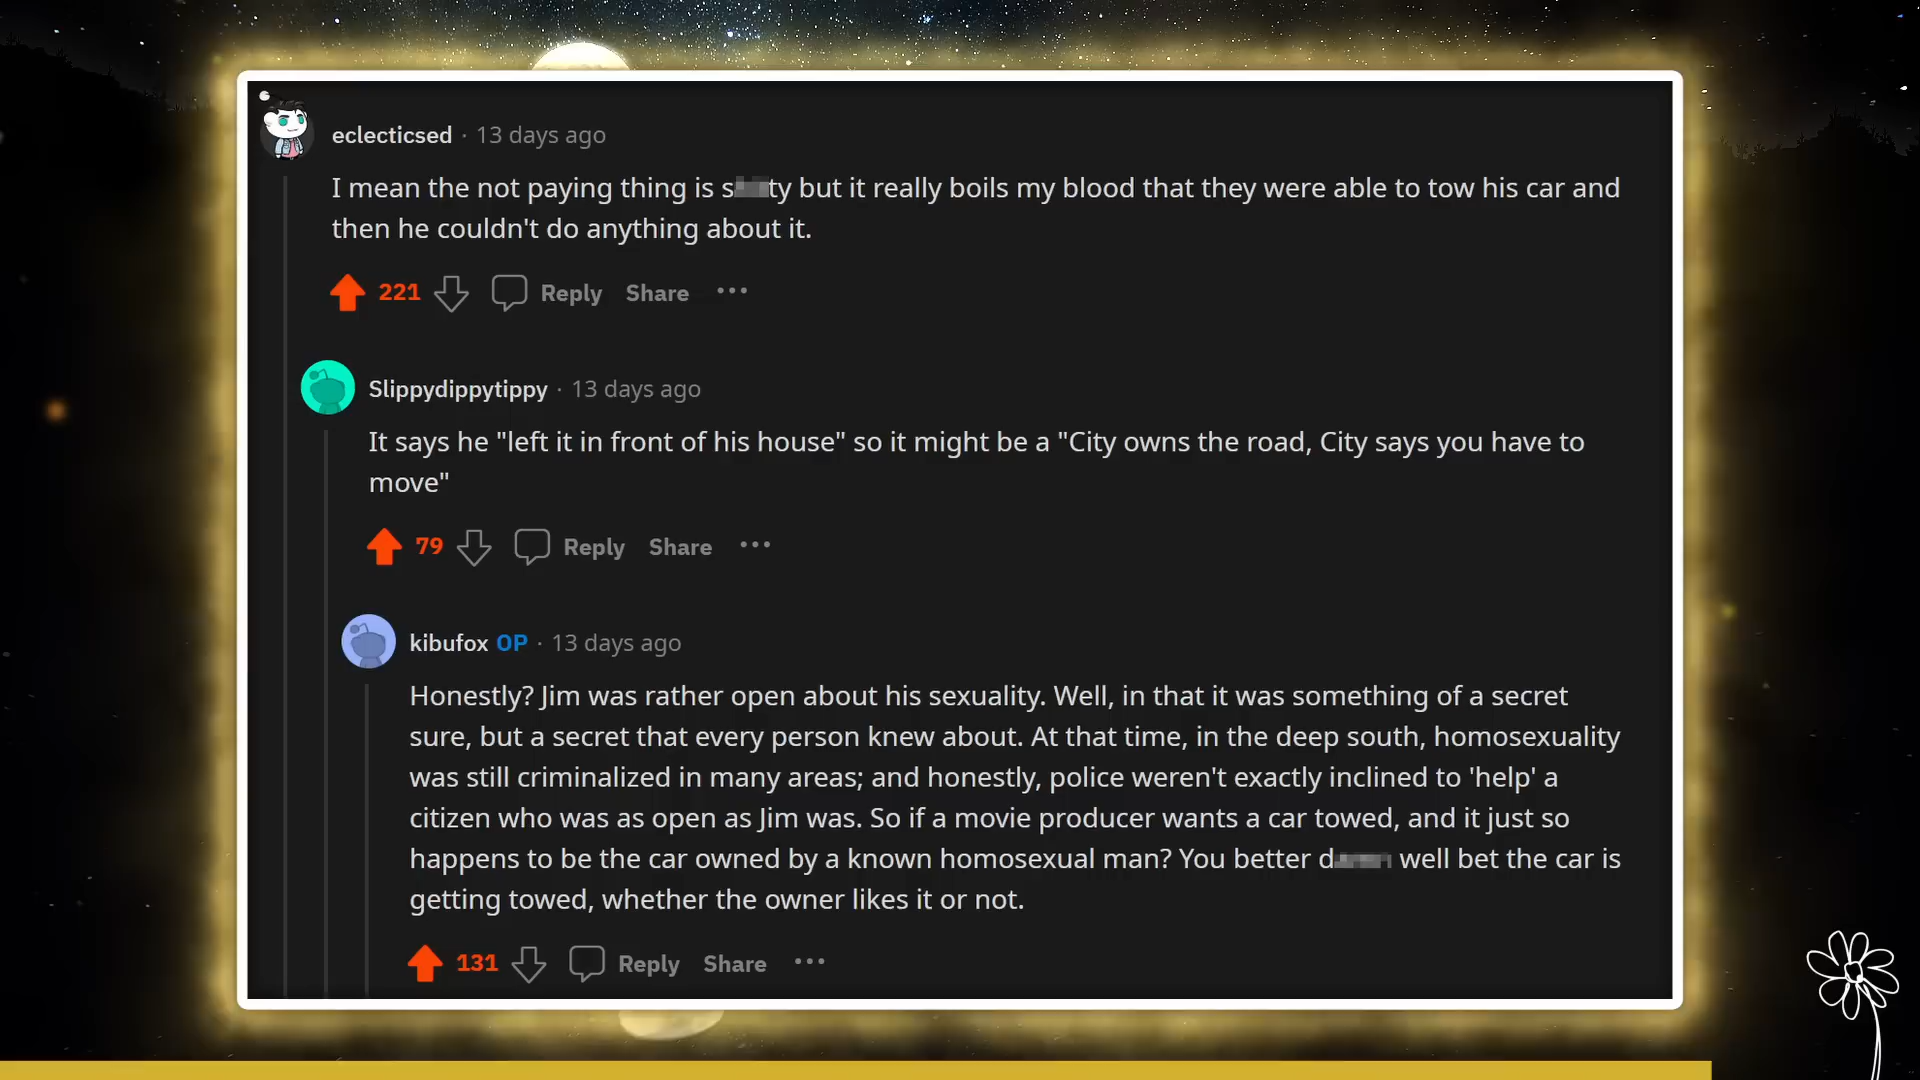 eclecticsed · 13 days ago
I mean the not paying thing is s ty but it really boils my blood that they were able to tow his car and
then he couldn't do anything about it.
221 Reply Share ···
Slippydippytippy · 13 days ago
It says he "left it in front of his house" so it might be a "City owns the road, City says you have to
move"
79 Reply Share ···
kibufox OP · 13 days ago
Honestly? Jim was rather open about his sexuality. Well, in that it was something of a secret
sure, but a secret that every person knew about. At that time, in the deep south, homosexuality
was still criminalized in many areas; and honestly, police weren't exactly inclined to 'help' a
citizen who was as open as Jim was. So if a movie producer wants a car towed, and it just so
happens to be the car owned by a known homosexual man? You better d well bet the car is
getting towed, whether the owner likes it or not.
131 Reply Share ···